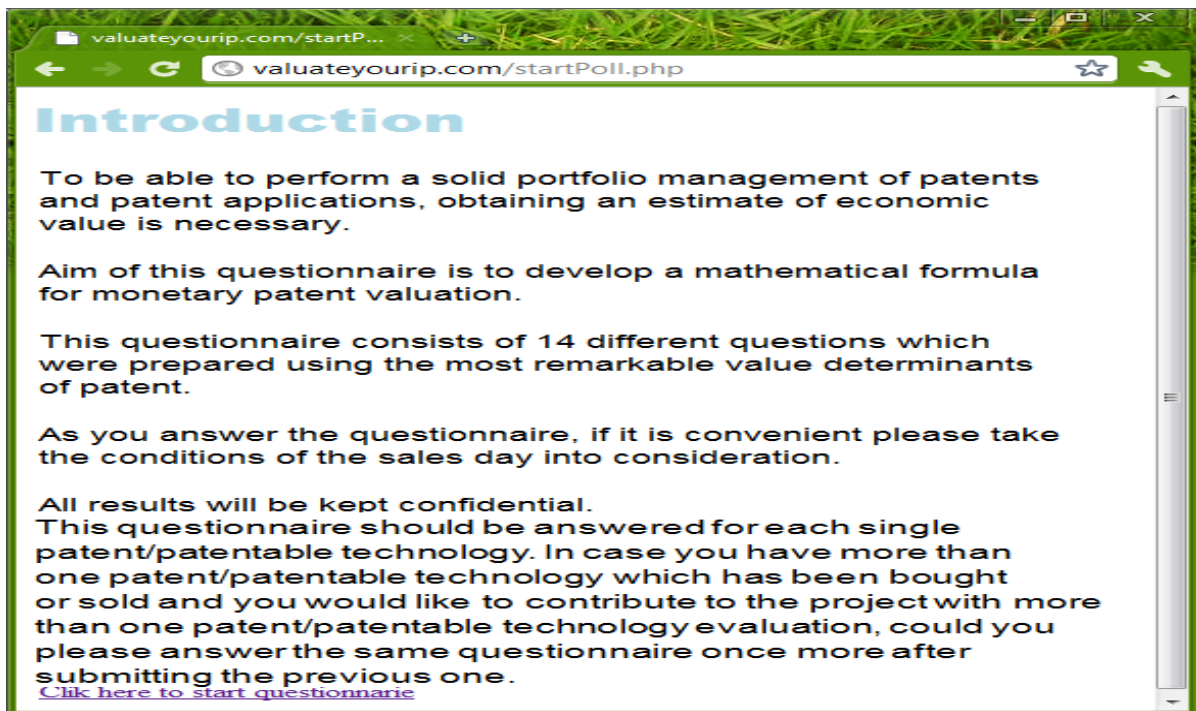 valuateyourip.com/startP...
valuateyourip.com/startPoll.php
Introduction
To be able to perform a solid portfolio management of patents
and patent applications, obtaining an estimate of economic
value is necessary.
Aim of this questionnaire is to develop a mathematical formula
for monetary patent valuation.
This questionnaire consists of 14 different questions which
were prepared using the most remarkable value determinants
of patent.
As you answer the questionnaire, if it is convenient please take
the conditions of the sales day into consideration.
All results will be kept confidential.
This questionnaire should be answered for each single
patent/patentable technology. In case you have more than
one patent/patentable technology which has been bought
or sold and you would like to contribute to the project with more
than one patent/patentable technology evaluation, could you
please answer the same questionnaire once more after
submitting the previous one.
Clik here to start questionnarie